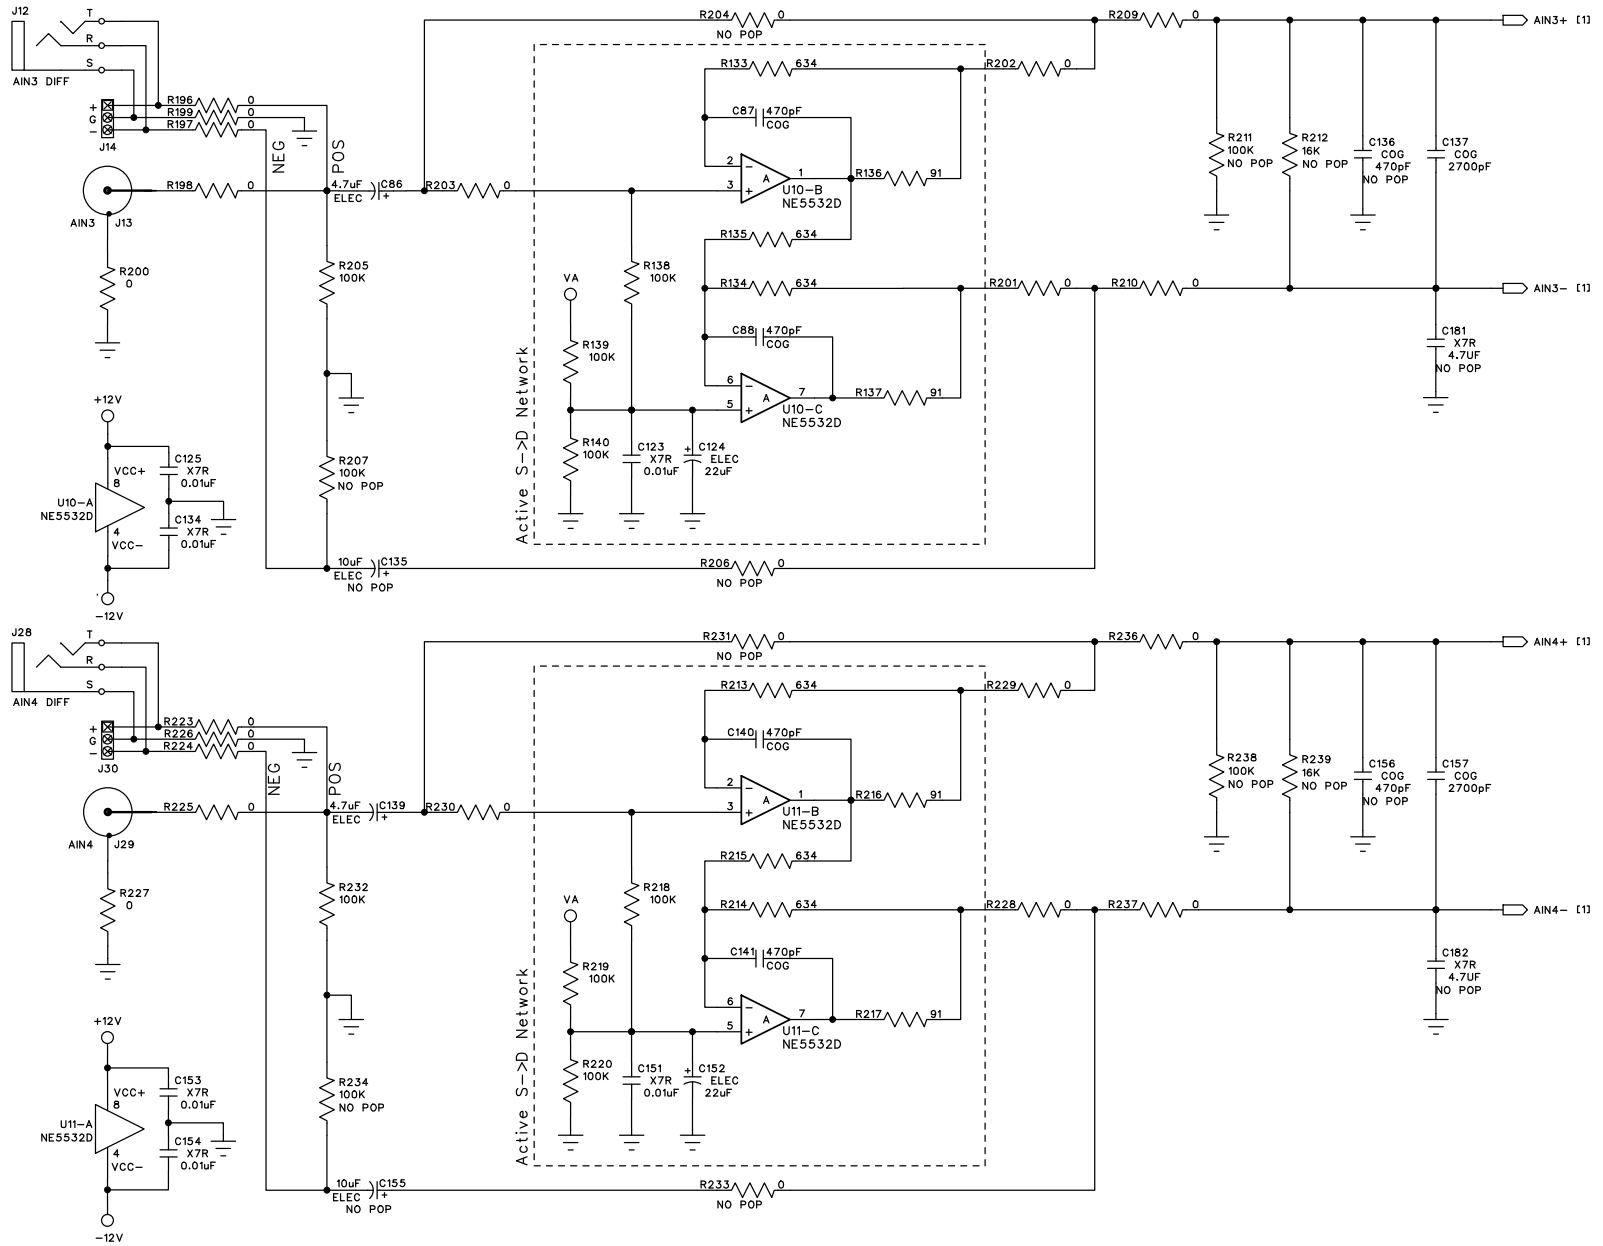 J12
T
R
S
AIN3 DIFF
R204 0
NO POP
R209 0
AIN3+ [1]
R133 634
R202 0
C87 470pF
COG
+
G
−
J14
R196 0
R199 0
R197 0
NEG
POS
R198 0
AIN3 J13
4.7uF C86
ELEC +
R203 0
2 −
3 +
A
1
U10-B
NE5532D
R136 91
R211
100K
NO POP
R212
16K
NO POP
C136
COG
470pF
NO POP
C137
COG
2700pF
R135 634
R200
0
R205
100K
VA
R138
100K
R134 634
R201 0
R210 0
AIN3- [1]
C88 470pF
COG
R139
100K
C181
X7R
4.7UF
NO POP
6 −
5 +
A
7
U10-C
NE5532D
R137 91
+12V
VCC+
8
U10-A
NE5532D
4
VCC-
-12V
C125
X7R
0.01uF
C134
X7R
0.01uF
R207
100K
NO POP
R140
100K
C123
X7R
0.01uF
+ C124
ELEC
22uF
Active S->D Network
10uF C135
ELEC +
NO POP
R206 0
NO POP
J28
T
R
S
AIN4 DIFF
R231 0
NO POP
R236 0
AIN4+ [1]
R213 634
R229 0
C140 470pF
COG
+
G
−
J30
R223 0
R226 0
R224 0
NEG
POS
R225 0
AIN4 J29
4.7uF C139
ELEC +
R230 0
2 −
3 +
A
1
U11-B
NE5532D
R216 91
R238
100K
NO POP
R239
16K
NO POP
C156
COG
470pF
NO POP
C157
COG
2700pF
R215 634
R227
0
R232
100K
VA
R218
100K
R214 634
R228 0
R237 0
AIN4- [1]
C141 470pF
COG
R219
100K
C182
X7R
4.7UF
NO POP
6 −
5 +
A
7
U11-C
NE5532D
R217 91
+12V
VCC+
8
U11-A
NE5532D
4
VCC-
-12V
C153
X7R
0.01uF
C154
X7R
0.01uF
R234
100K
NO POP
R220
100K
C151
X7R
0.01uF
+ C152
ELEC
22uF
Active S->D Network
10uF C155
ELEC +
NO POP
R233 0
NO POP